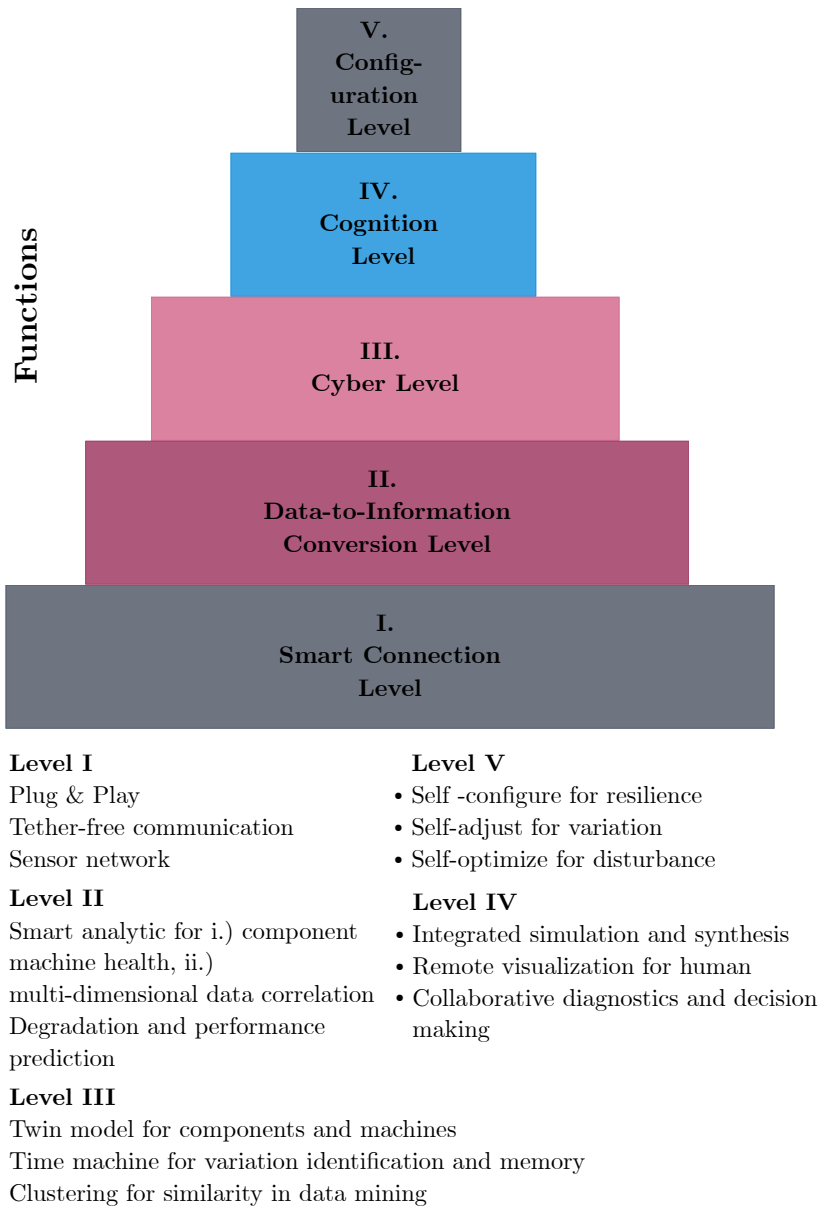 V.
Config-
uration
Level
IV.
Cognition
Level
Functions
III.
Cyber Level
II.
Data-to-Information
Conversion Level
I.
Smart Connection
Level
Level I
Plug & Play
Tether-free communication
Sensor network
Level II
Smart analytic for i.) component
machine health, ii.)
multi-dimensional data correlation
Degradation and performance
prediction
Level V
• Self -configure for resilience
• Self-adjust for variation
• Self-optimize for disturbance
Level IV
• Integrated simulation and synthesis
• Remote visualization for human
• Collaborative diagnostics and decision
making
Level III
Twin model for components and machines
Time machine for variation identification and memory
Clustering for similarity in data mining